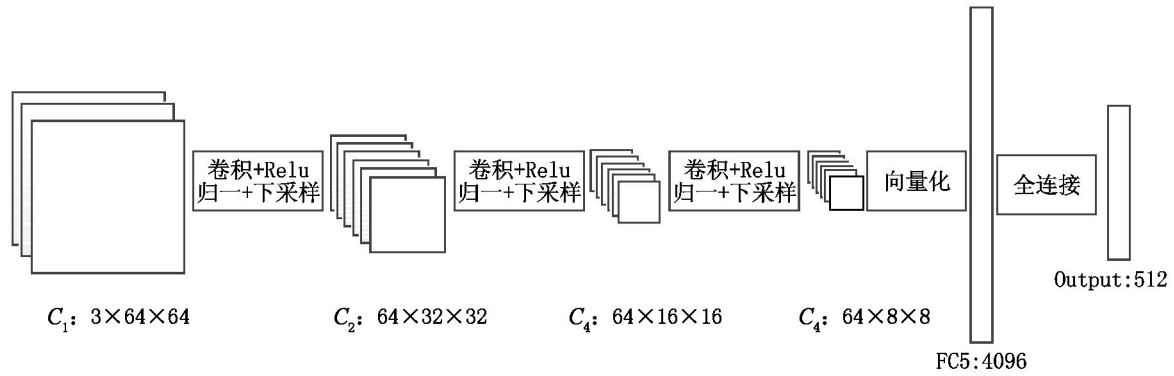 卷积+Relu
归一+下采样
卷积+Relu
归一+下采样
卷积+Relu
归一+下采样
向量化
全连接
Output:512
C₁: 3×64×64
C₂: 64×32×32
C₄: 64×16×16
C₄: 64×8×8
FC5:4096